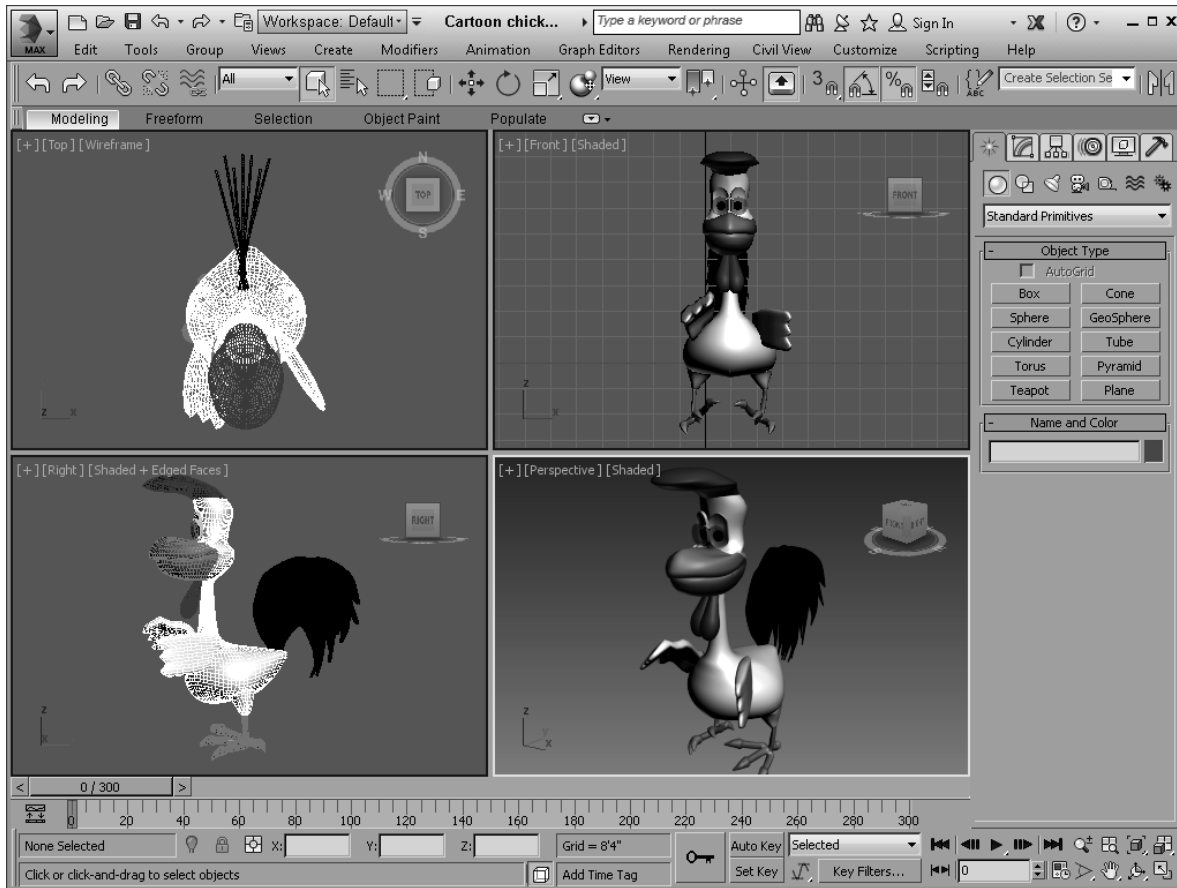 MAX
Workspace: Default
Cartoon chick...
Type a keyword or phrase
Sign In
Edit Tools Group Views Create Modifiers Animation Graph Editors Rendering Civil View Customize Scripting Help
All
View
3
%
ABC
Create Selection Se
Modeling Freeform Selection Object Paint Populate
[+] [Top] [Wireframe]
N
W TOP E
S
z x
[+] [Front] [Shaded]
FRONT
z
x
[+] [Right] [Shaded + Edged Faces]
RIGHT
z
x
[+] [Perspective] [Shaded]
FRONT
z
y
x
Standard Primitives
- Object Type
AutoGrid
Box Cone
Sphere GeoSphere
Cylinder Tube
Torus Pyramid
Teapot Plane
- Name and Color
< 0 / 300 >
0 20 40 60 80 100 120 140 160 180 200 220 240 260 280 300
None Selected X: Y: Z: Grid = 8'4" Auto Key Selected
Click or click-and-drag to select objects Add Time Tag Set Key Key Filters... 0